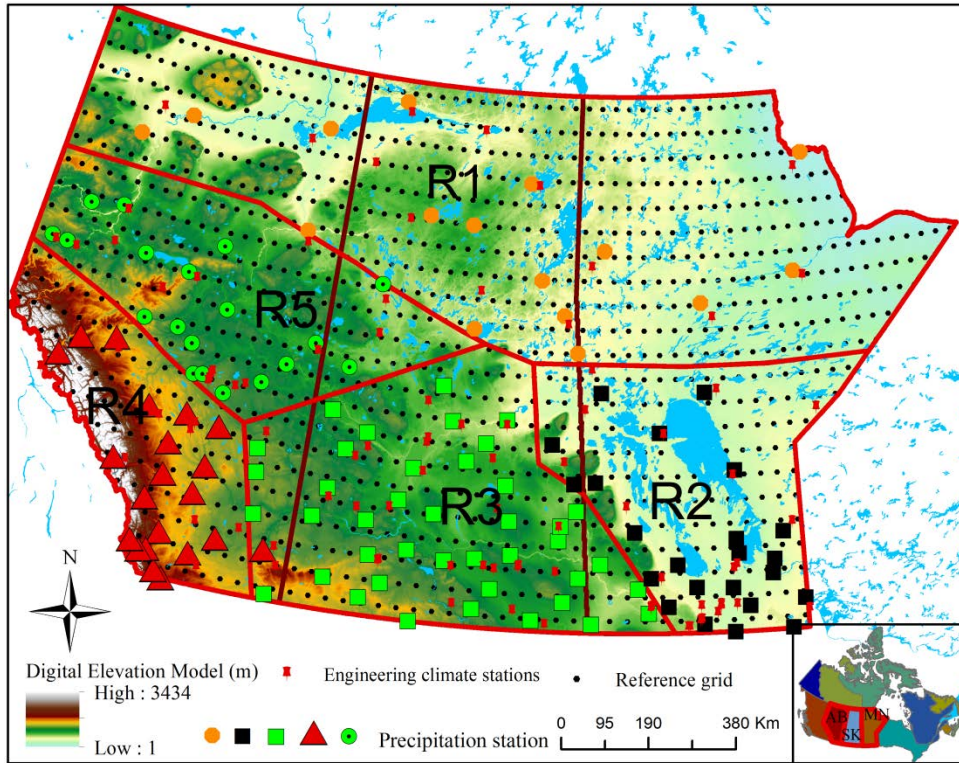 R1
R5
R4
R3
R2
N
Digital Elevation Model (m)
High : 3434
Low : 1
Engineering climate stations
Reference grid
Precipitation station
0 95 190 380 Km
AB
SK
MN